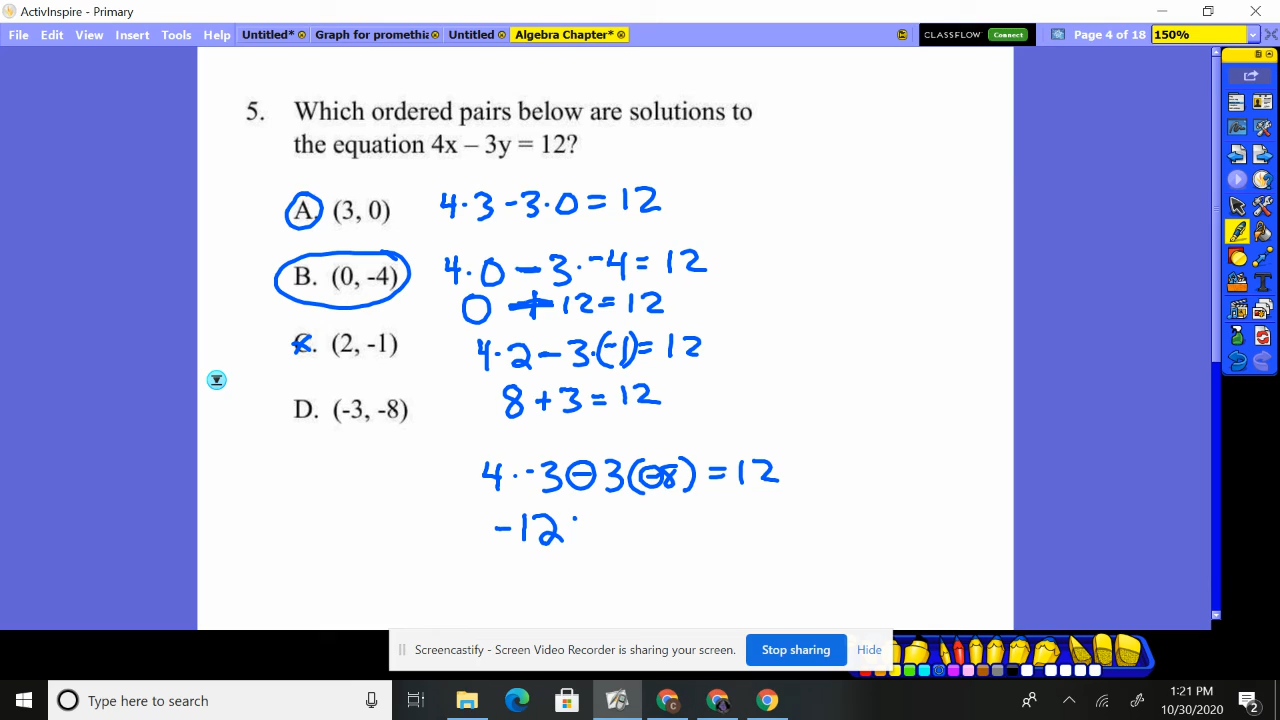 ActivInspire - Primary
File Edit View Insert Tools Help Untitled* Graph for promethia Untitled Algebra Chapter* CLASSFLOW Connect Page 4 of 18 150%
5. Which ordered pairs below are solutions to
the equation 4x – 3y = 12?
A. (3, 0) 4·3 -3·0 = 12
B. (0, -4) 4·0 - 3·-4 = 12
0 + 12 = 12
C. (2, -1) 4·2 - 3·(-1) = 12
8 + 3 = 12
D. (-3, -8)
4·-3 - 3(-8) = 12
-12
Screencastify - Screen Video Recorder is sharing your screen. Stop sharing Hide
Type here to search
1:21 PM
10/30/2020
2